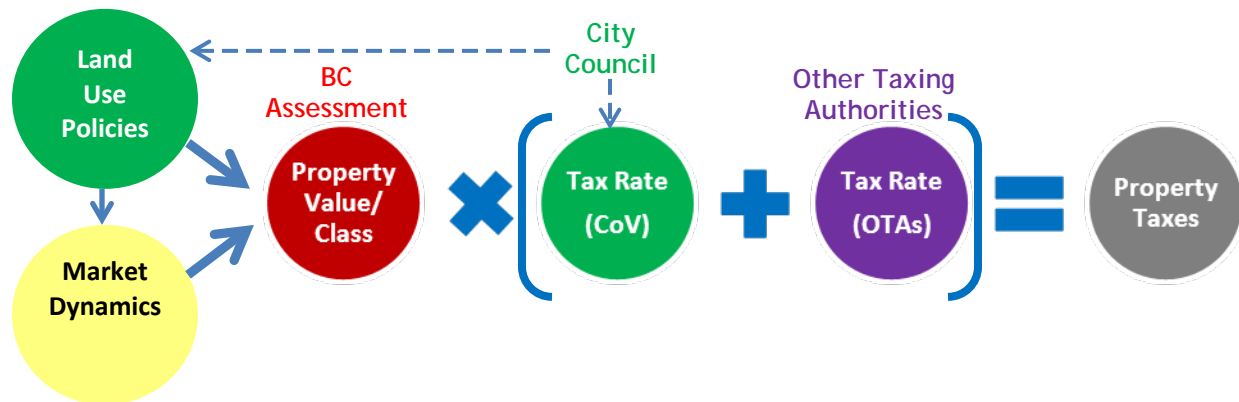 Land
Use
Policies
Market
Dynamics
BC
Assessment
Property
Value/
Class
City
Council
Tax Rate
(CoV)
Other Taxing
Authorities
Tax Rate
(OTAs)
Property
Taxes